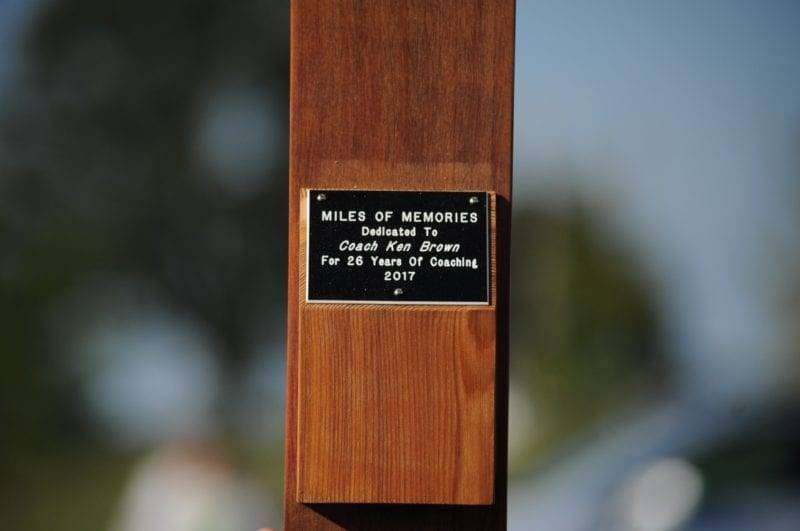 MILES OF MEMORIES
Dedicated To
Coach Ken Brown
For 26 Years Of Coaching
2017